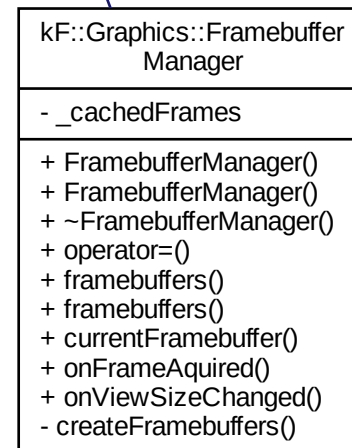 kF::Graphics::Framebuffer
Manager
- _cachedFrames
+ FramebufferManager()
+ FramebufferManager()
+ ~FramebufferManager()
+ operator=()
+ framebuffers()
+ framebuffers()
+ currentFramebuffer()
+ onFrameAquired()
+ onViewSizeChanged()
- createFramebuffers()